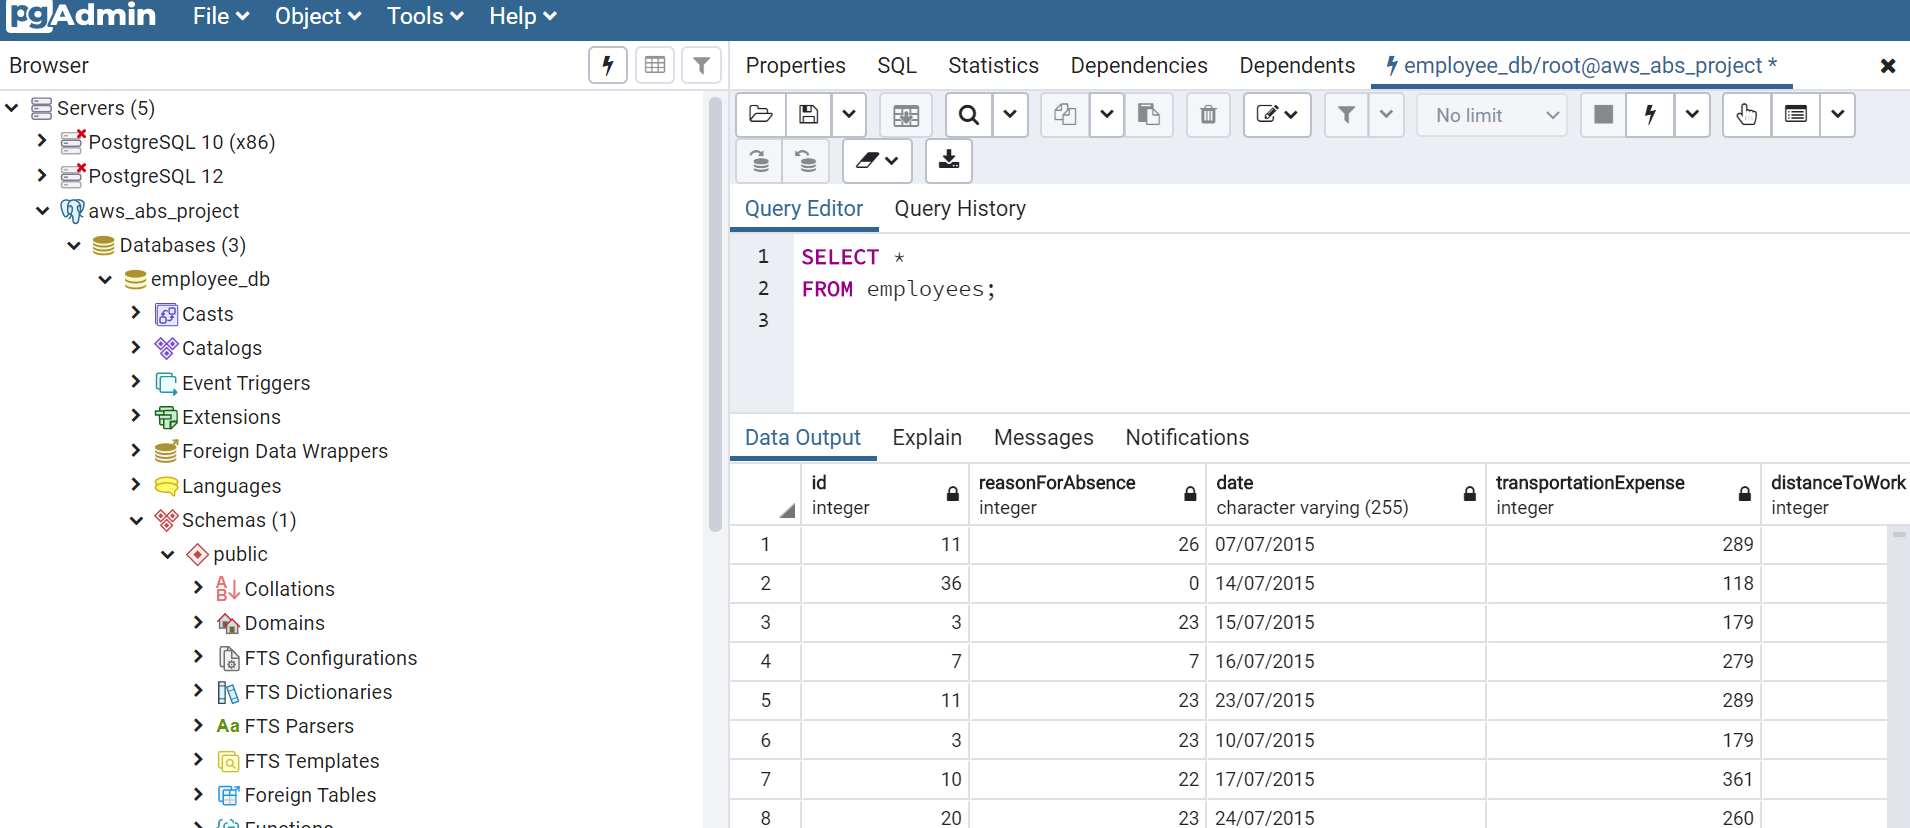 pgAdmin File Object Tools Help
Browser
Servers (5)
PostgreSQL 10 (x86)
PostgreSQL 12
aws_abs_project
Databases (3)
employee_db
Casts
Catalogs
Event Triggers
Extensions
Foreign Data Wrappers
Languages
Schemas (1)
public
Collations
Domains
FTS Configurations
FTS Dictionaries
Aa FTS Parsers
FTS Templates
Foreign Tables
Functions
Properties SQL Statistics Dependencies Dependents employee_db/root@aws_abs_project *
No limit
Query Editor Query History
1 SELECT *
2 FROM employees;
3
Data Output Explain Messages Notifications
id reasonForAbsence date transportationExpense distanceToWork
integer integer character varying (255) integer integer
1 11 26 07/07/2015 289
2 36 0 14/07/2015 118
3 3 23 15/07/2015 179
4 7 7 16/07/2015 279
5 11 23 23/07/2015 289
6 3 23 10/07/2015 179
7 10 22 17/07/2015 361
8 20 23 24/07/2015 260